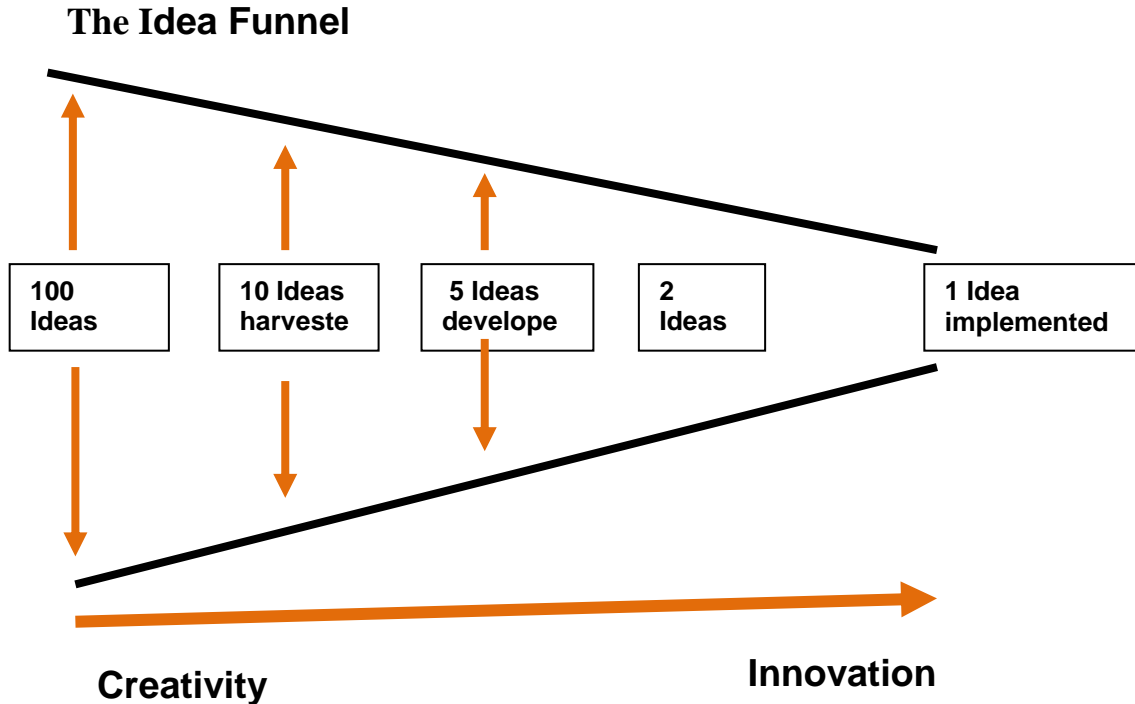 The Idea Funnel
100
Ideas
10 Ideas
harveste
5 Ideas
develope
2
Ideas
1 Idea
implemented
Creativity
Innovation